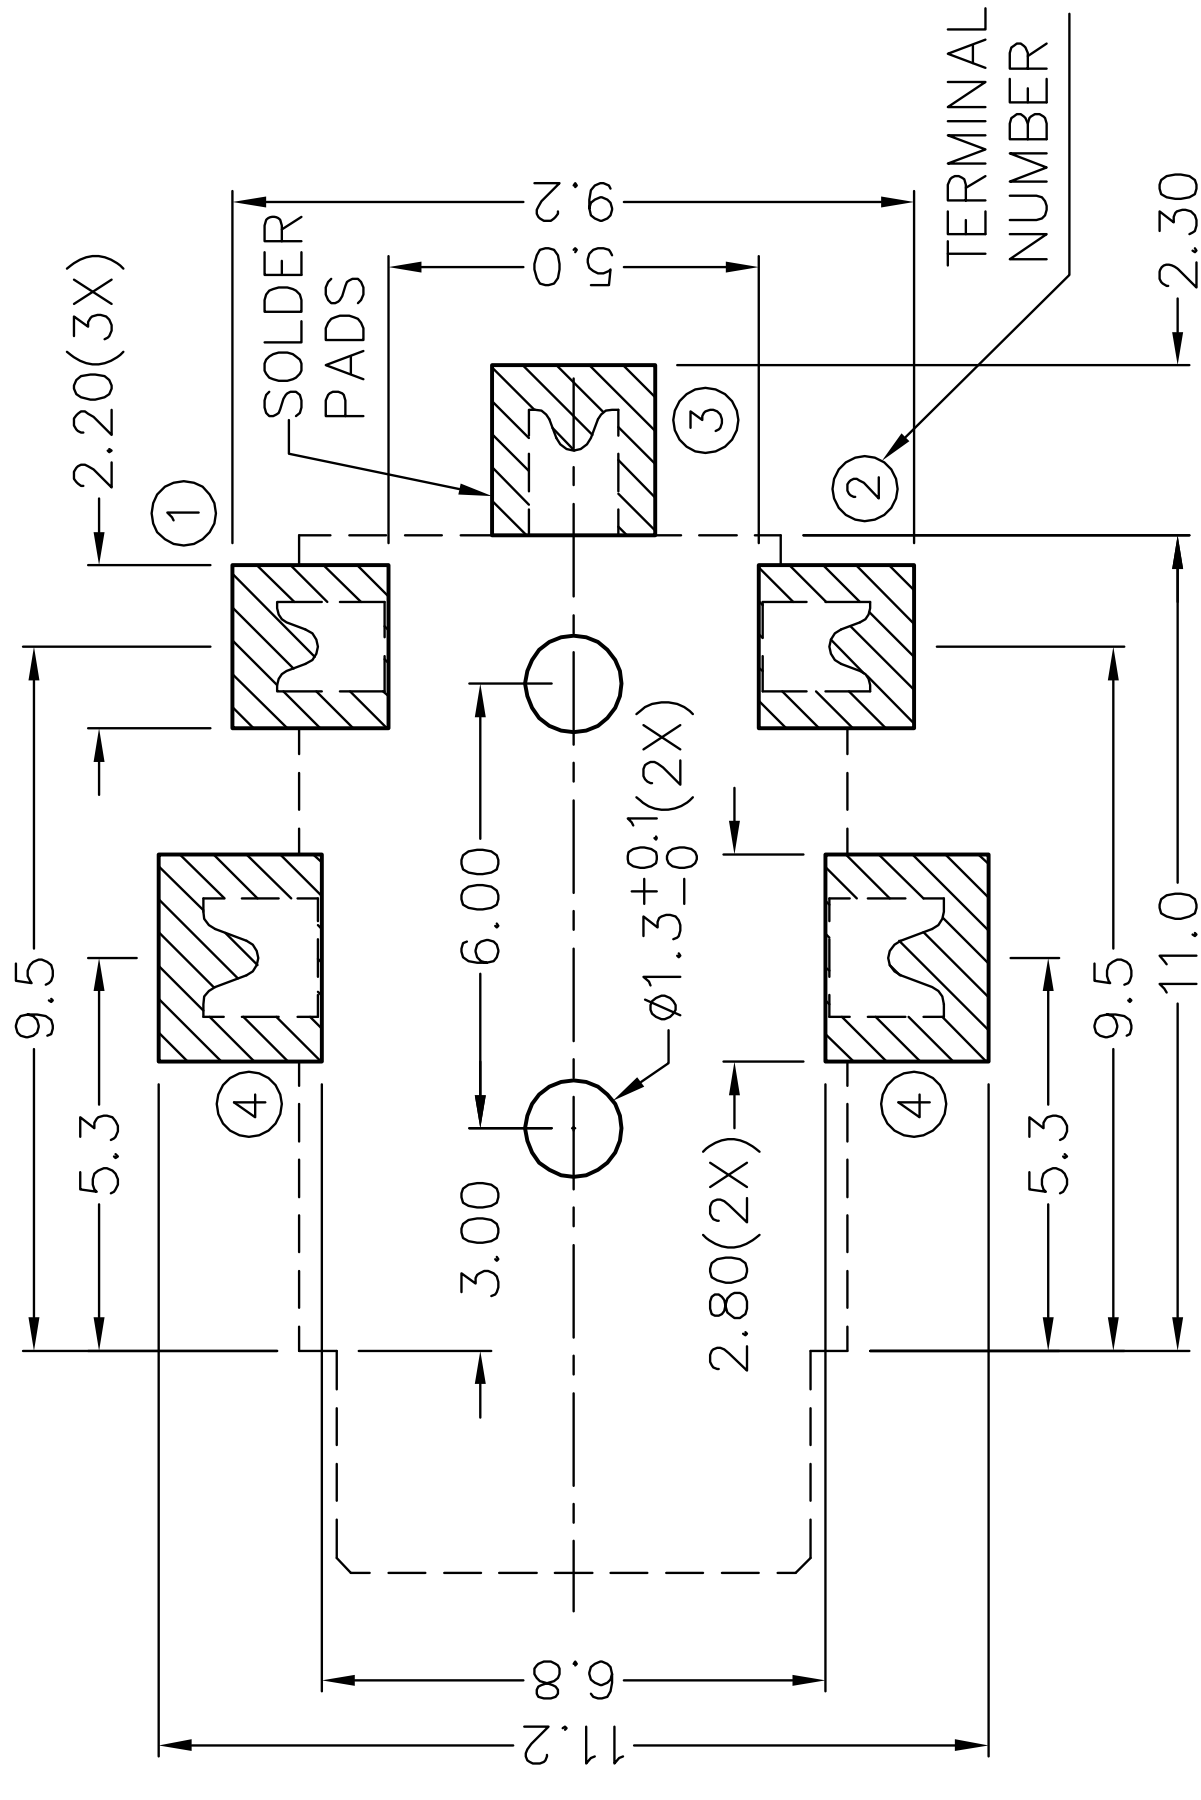 SOLDER
PADS
TERMINAL
NUMBER
2.20(3X)
9.2
5.0
2.30
1
3
2
9.5
5.3
6.00
ø1.3+0.1(2X)
-0
4
3.00
2.80(2X)
4
5.3
9.5
11.0
6.8
11.2